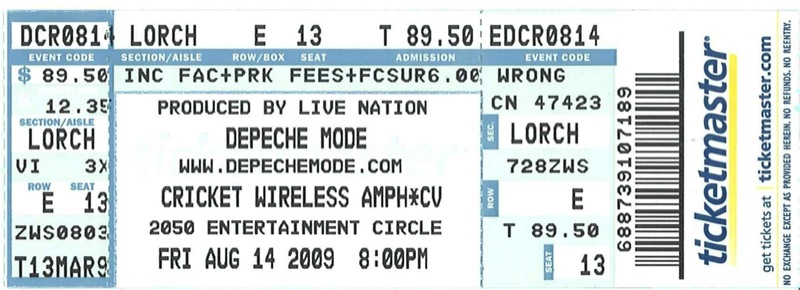 DCR0814
EVENT CODE
$ 89.50
12.35
SECTION/AISLE
LORCH
VI 3X
ROW SEAT
E 13
ZWS0803
T13MAR9
LORCH E 13 T 89.50
SECTION/AISLE ROW/BOX SEAT ADMISSION
INC FAC+PRK FEES+FCSUR6.00
PRODUCED BY LIVE NATION
DEPECHE MODE
WWW.DEPECHEMODE.COM
CRICKET WIRELESS AMPH*CV
2050 ENTERTAINMENT CIRCLE
FRI AUG 14 2009 8:00PM
EDCR0814
EVENT CODE
WRONG
CN 47423
SEC.
LORCH
728ZWS
ROW
E
T 89.50
SEAT
13
688739107189
ticketmaster
get tickets at ticketmaster.com
NO EXCHANGE EXCEPT AS PROVIDED HEREIN. NO REFUNDS. NO REENTRY.